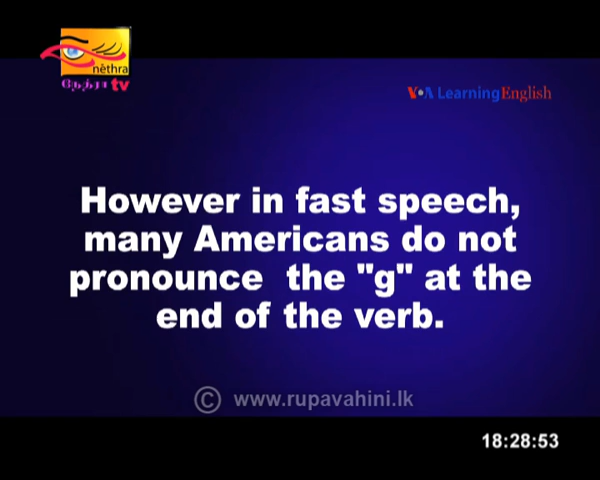 nēthra
நேத்ரா tv
VOA LearningEnglish
However in fast speech,
many Americans do not
pronounce the "g" at the
end of the verb.
© www.rupavahini.lk
18:28:53